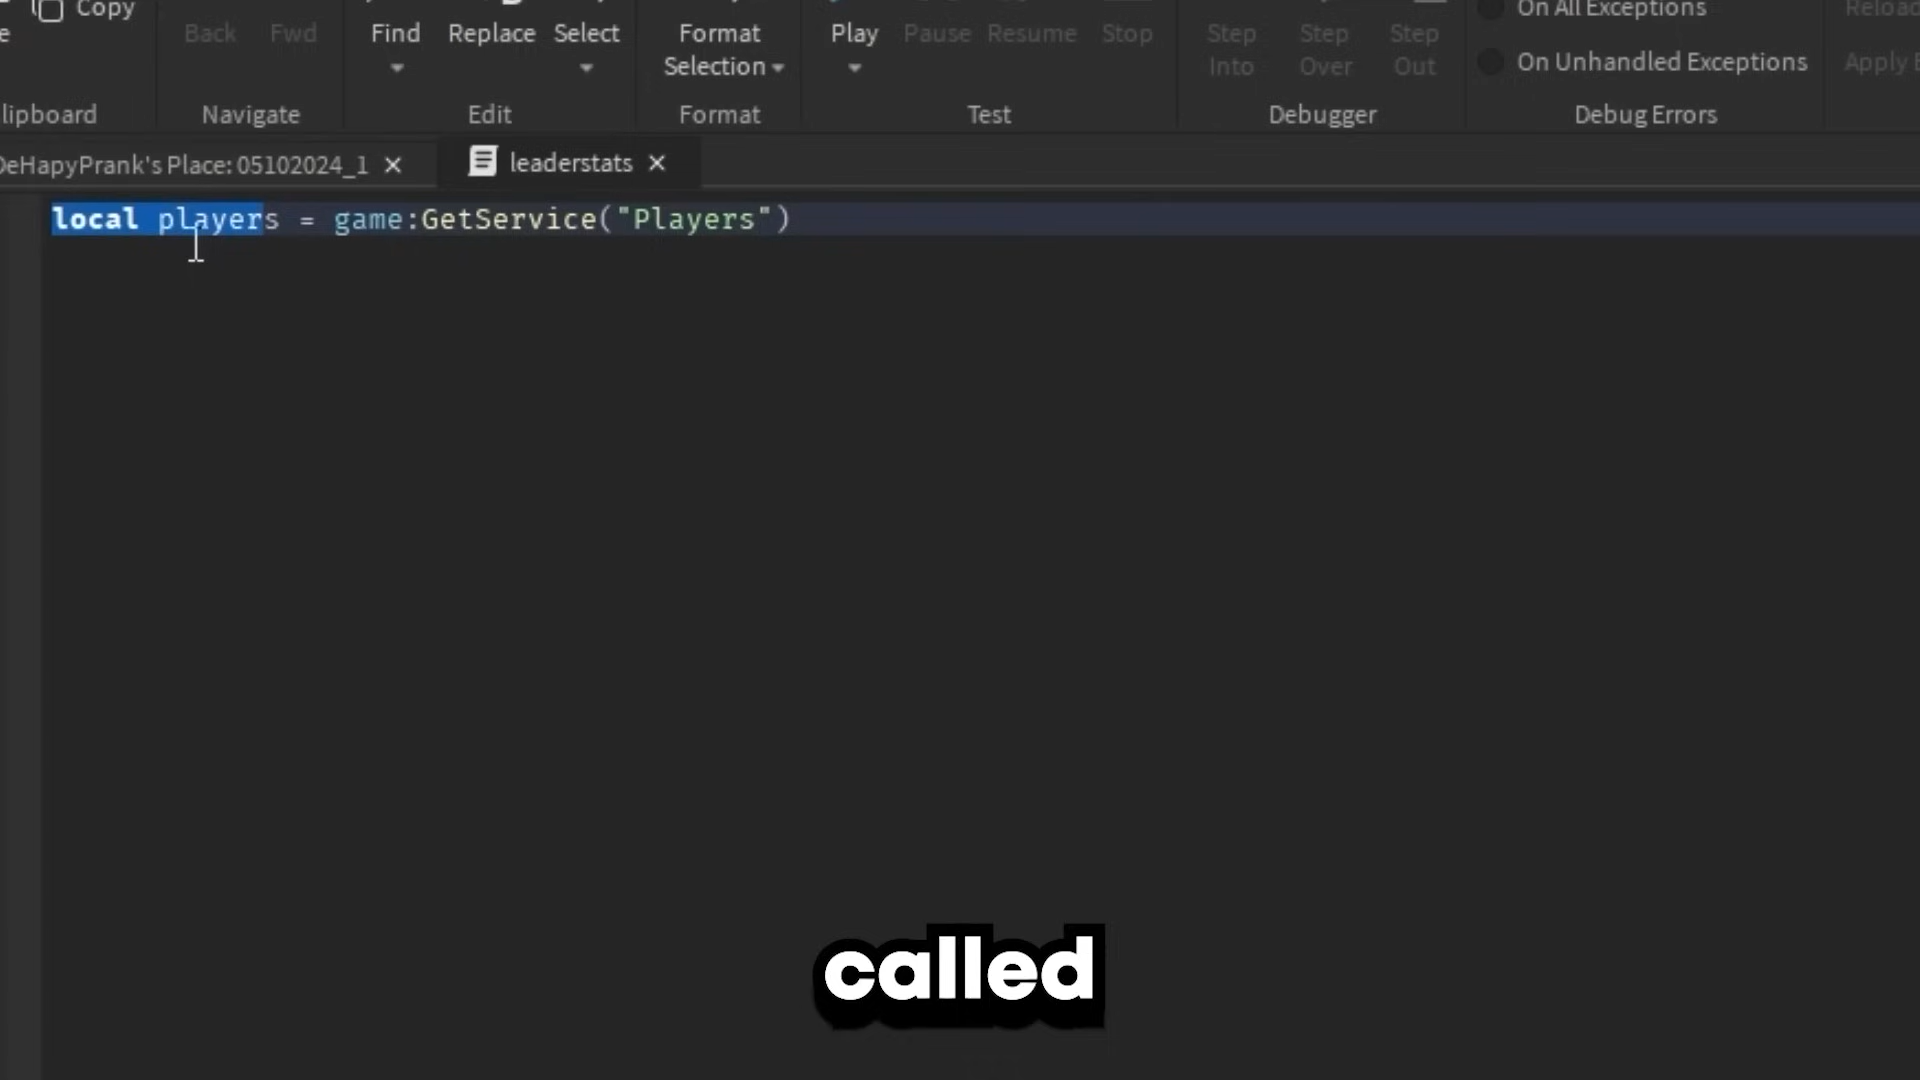 Copy
On All Exceptions
Back Fwd
Find Replace Select
Format Selection
Play Pause Resume Stop
Step Into
Step Over
Step Out
On Unhandled Exceptions
Apply
Navigate
Edit
Format
Test
Debugger
Debug Errors
lipboard
DeHapyPrank's Place: 05102024_1
leaderstats
local players = game:GetService("Players")
called